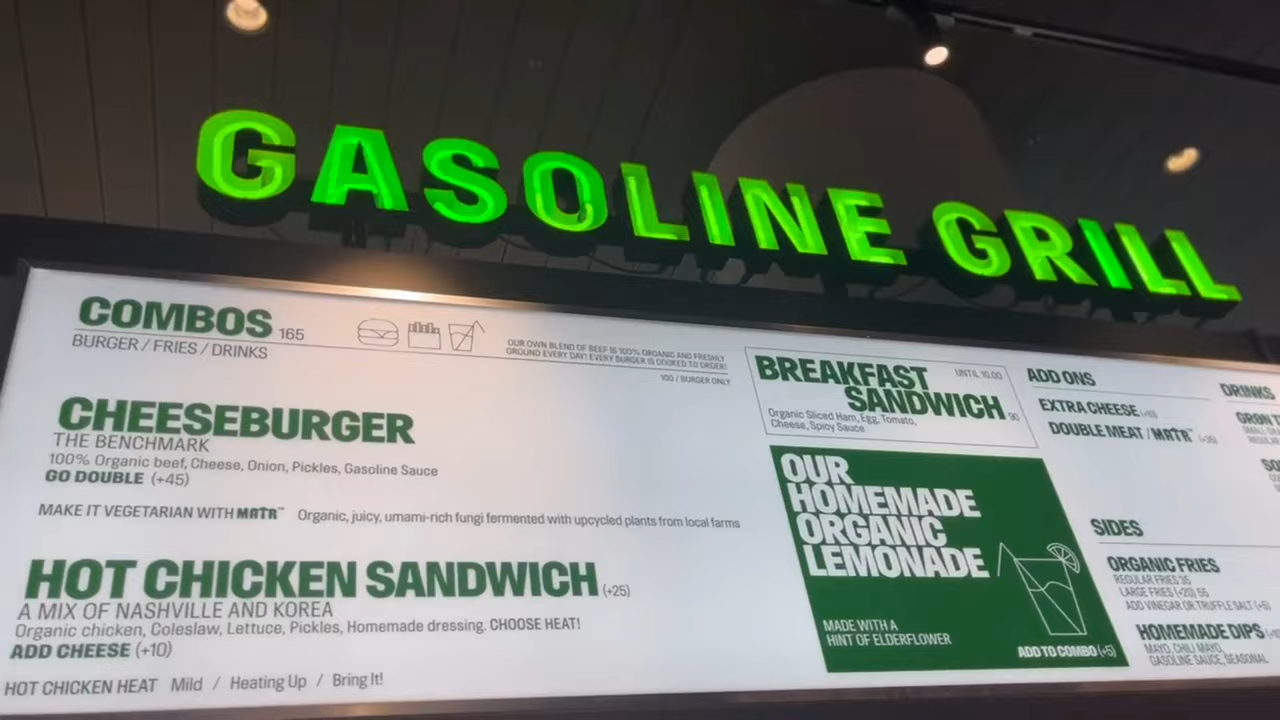 GASOLINE GRILL
COMBOS 165
BURGER / FRIES / DRINKS
OUR OWN BLEND OF BEEF IS 100% ORGANIC AND FRESHLY
GROUND EVERY DAY! EVERY BURGER IS COOKED TO ORDER!
100 / BURGER ONLY
CHEESEBURGER
THE BENCHMARK
100% Organic beef, Cheese, Onion, Pickles, Gasoline Sauce
GO DOUBLE (+45)
MAKE IT VEGETARIAN WITH MATR™ Organic, juicy, umami-rich fungi fermented with upcycled plants from local farms
HOT CHICKEN SANDWICH (+25)
A MIX OF NASHVILLE AND KOREA
Organic chicken, Coleslaw, Lettuce, Pickles, Homemade dressing. CHOOSE HEAT!
ADD CHEESE (+10)
HOT CHICKEN HEAT Mild / Heating Up / Bring It!
BREAKFAST UNTIL 10.00
SANDWICH 90
Organic Sliced Ham, Egg, Tomato,
Cheese, Spicy Sauce
OUR
HOMEMADE
ORGANIC
LEMONADE
MADE WITH A
HINT OF ELDERFLOWER
ADD TO COMBO (+5)
ADD ONS
EXTRA CHEESE
DOUBLE MEAT / MATR™
SIDES
ORGANIC FRIES
REGULAR FRIES 35
LARGE FRIES (+20) 55
ADD VINEGAR OR TRUFFLE SALT (+5)
HOMEMADE DIPS
MAYO, CHILI MAYO,
GASOLINE SAUCE, SEASONAL
DRINKS